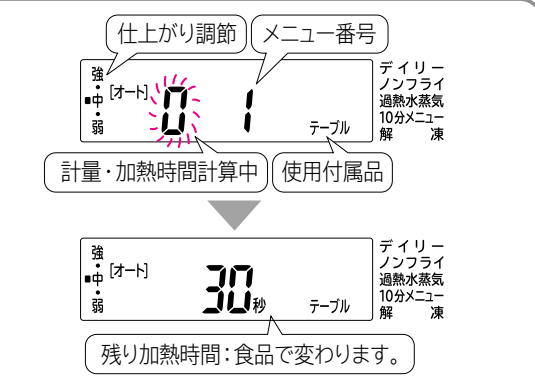 仕上がり調節
メニュー番号
強
・
■中
・
弱
[オート]
0 1
テーブル
デイリー
ノンフライ
過熱水蒸気
10分メニュー
解 凍
計量・加熱時間計算中
使用付属品
強
・
■中
・
弱
[オート]
30秒
テーブル
デイリー
ノンフライ
過熱水蒸気
10分メニュー
解 凍
残り加熱時間：食品で変わります。